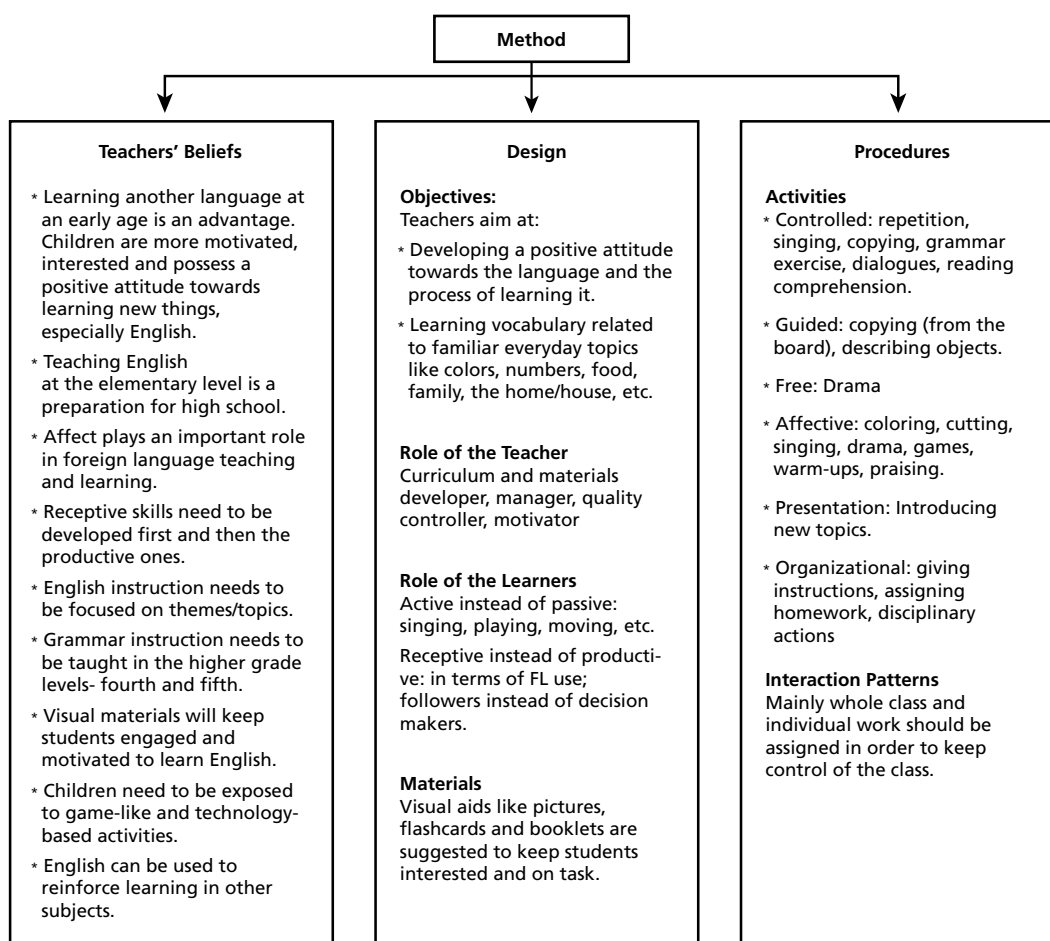 Method
Teachers' Beliefs
* Learning another language at
an early age is an advantage.
Children are more motivated,
interested and possess a
positive attitude towards
learning new things,
especially English.
* Teaching English
at the elementary level is a
preparation for high school.
* Affect plays an important role
in foreign language teaching
and learning.
* Receptive skills need to be
developed first and then the
productive ones.
* English instruction needs to
be focused on themes/topics.
* Grammar instruction needs to
be taught in the higher grade
levels- fourth and fifth.
* Visual materials will keep
students engaged and
motivated to learn English.
* Children need to be exposed
to game-like and technology-
based activities.
* English can be used to
reinforce learning in other
subjects.
Design
Objectives:
Teachers aim at:
* Developing a positive attitude
towards the language and the
process of learning it.
* Learning vocabulary related
to familiar everyday topics
like colors, numbers, food,
family, the home/house, etc.
Role of the Teacher
Curriculum and materials
developer, manager, quality
controller, motivator
Role of the Learners
Active instead of passive:
singing, playing, moving, etc.
Receptive instead of producti-
ve: in terms of FL use;
followers instead of decision
makers.
Materials
Visual aids like pictures,
flashcards and booklets are
suggested to keep students
interested and on task.
Procedures
Activities
* Controlled: repetition,
singing, copying, grammar
exercise, dialogues, reading
comprehension.
* Guided: copying (from the
board), describing objects.
* Free: Drama
* Affective: coloring, cutting,
singing, drama, games,
warm-ups, praising.
* Presentation: Introducing
new topics.
* Organizational: giving
instructions, assigning
homework, disciplinary
actions
Interaction Patterns
Mainly whole class and
individual work should be
assigned in order to keep
control of the class.